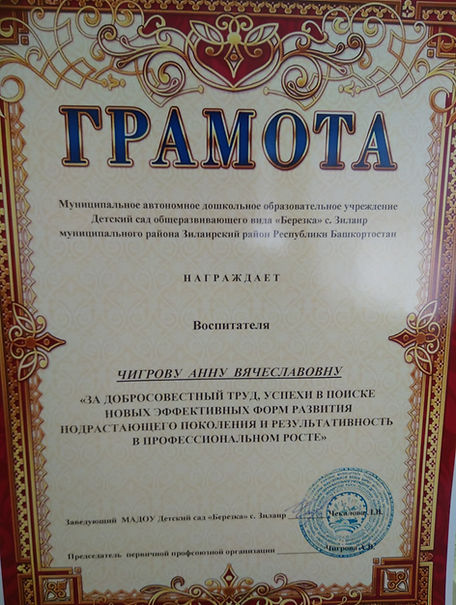 ГРАМОТА
Муниципальное автономное дошкольное образовательное учреждение
Детский сад общеразвивающего вида «Березка» с. Зилаир
муниципального района Зилаирский район Республики Башкортостан
НАГРАЖДАЕТ
Воспитателя
ЧИГРОВУ АННУ ВЯЧЕСЛАВОВНУ
«ЗА ДОБРОСОВЕСТНЫЙ ТРУД, УСПЕХИ В ПОИСКЕ
НОВЫХ ЭФФЕКТИВНЫХ ФОРМ РАЗВИТИЯ
ПОДРАСТАЮЩЕГО ПОКОЛЕНИЯ И РЕЗУЛЬТАТИВНОСТЬ
В ПРОФЕССИОНАЛЬНОМ РОСТЕ»
Заведующий МАДОУ Детский сад «Березка» с. Зилаир
Председатель первичной профсоюзной организации Чигрова А.В.